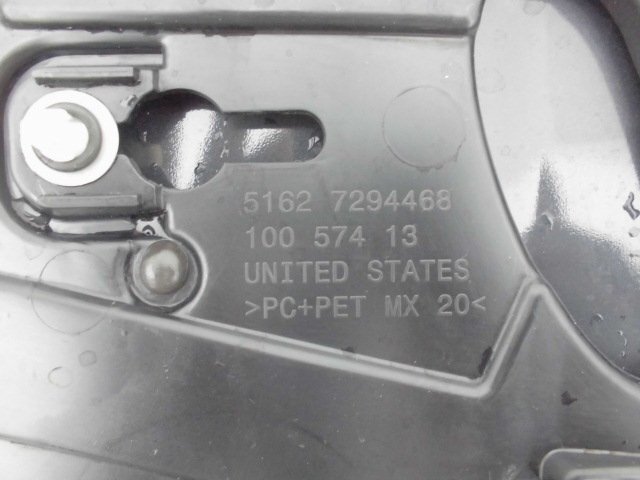 5162 7294468
100 574 13
UNITED STATES
>PC+PET MX 20<